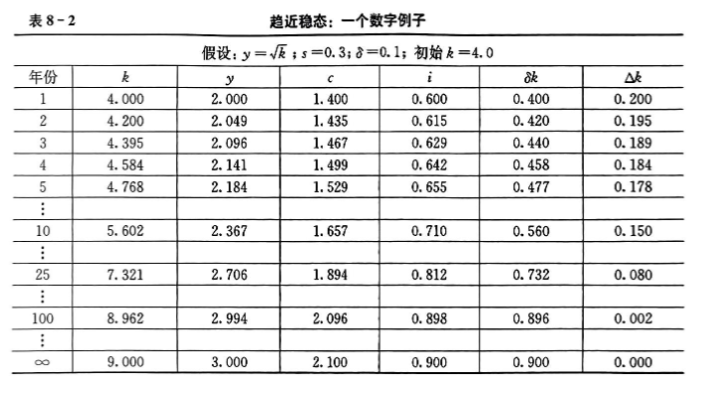 表 8-2 趋近稳态：一个数字例子
假设：y=√k；s=0.3；δ=0.1；初始 k=4.0
年份 k y c i δk Δk
1 4.000 2.000 1.400 0.600 0.400 0.200
2 4.200 2.049 1.435 0.615 0.420 0.195
3 4.395 2.096 1.467 0.629 0.440 0.189
4 4.584 2.141 1.499 0.642 0.458 0.184
5 4.768 2.184 1.529 0.655 0.477 0.178
⋮
10 5.602 2.367 1.657 0.710 0.560 0.150
⋮
25 7.321 2.706 1.894 0.812 0.732 0.080
⋮
100 8.962 2.994 2.096 0.898 0.896 0.002
⋮
∞ 9.000 3.000 2.100 0.900 0.900 0.000